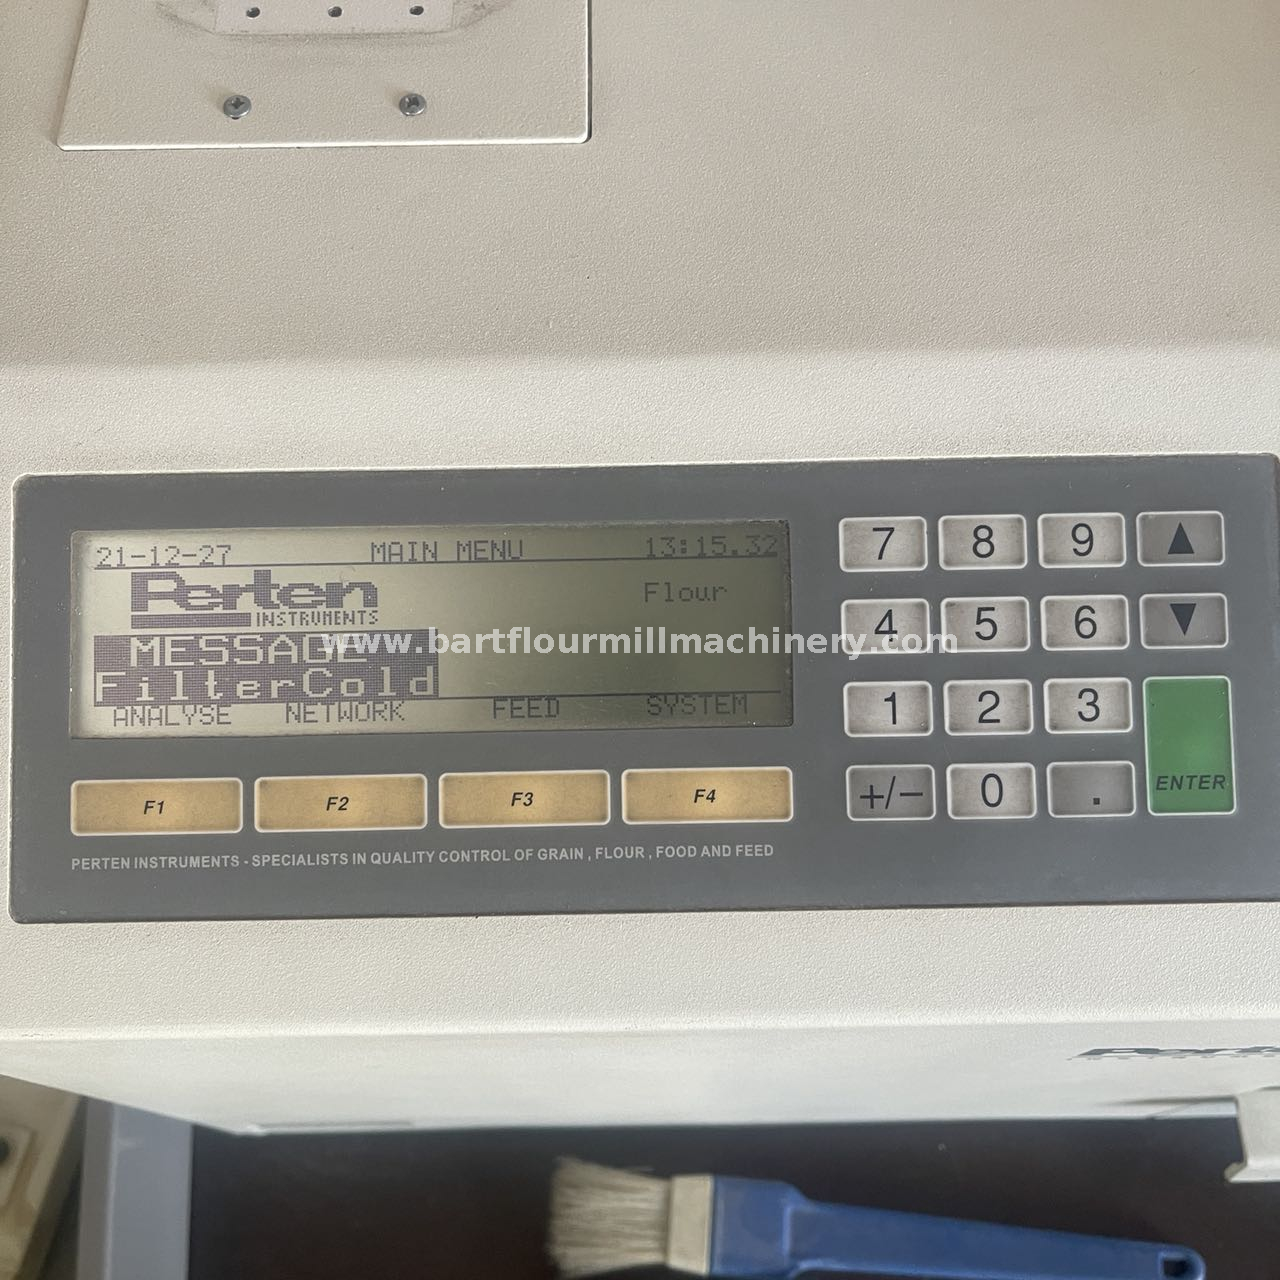 21-12-27 MAIN MENU 13:15.32
Perten
INSTRUMENTS
Flour
MESSAGE
FilterCold
ANALYSE NETWORK FEED SYSTEM
F1 F2 F3 F4
PERTEN INSTRUMENTS - SPECIALISTS IN QUALITY CONTROL OF GRAIN , FLOUR , FOOD AND FEED
7 8 9 ▲
4 5 6 ▼
1 2 3
+/− 0 . ENTER
www.bartflourmillmachinery.com